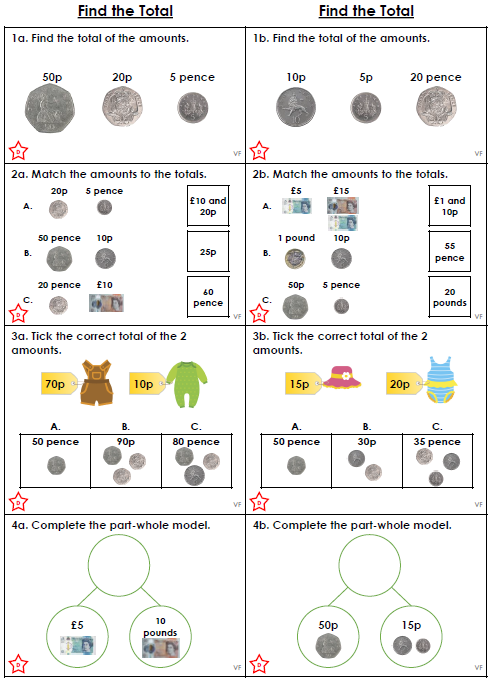 Find the Total
Find the Total
1a. Find the total of the amounts.
50p 20p 5 pence
D
VF
1b. Find the total of the amounts.
10p 5p 20 pence
D
VF
2a. Match the amounts to the totals.
20p 5 pence
A.
£10 and
20p
50 pence 10p
B.
25p
20 pence £10
C.
60
pence
D
VF
2b. Match the amounts to the totals.
£5 £15
A.
£1 and
10p
1 pound 10p
B.
55
pence
50p 5 pence
C.
20
pounds
D
VF
3a. Tick the correct total of the 2
amounts.
70p 10p
A. B. C.
50 pence 90p 80 pence
D
VF
3b. Tick the correct total of the 2
amounts.
15p 20p
A. B. C.
50 pence 30p 35 pence
D
VF
4a. Complete the part-whole model.
£5 10
pounds
D
VF
4b. Complete the part-whole model.
50p 15p
D
VF